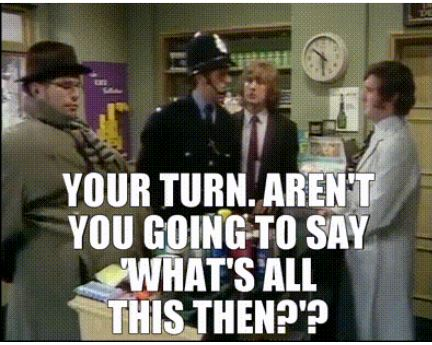 YOUR TURN. AREN'T
YOU GOING TO SAY
'WHAT'S ALL
THIS THEN?'?